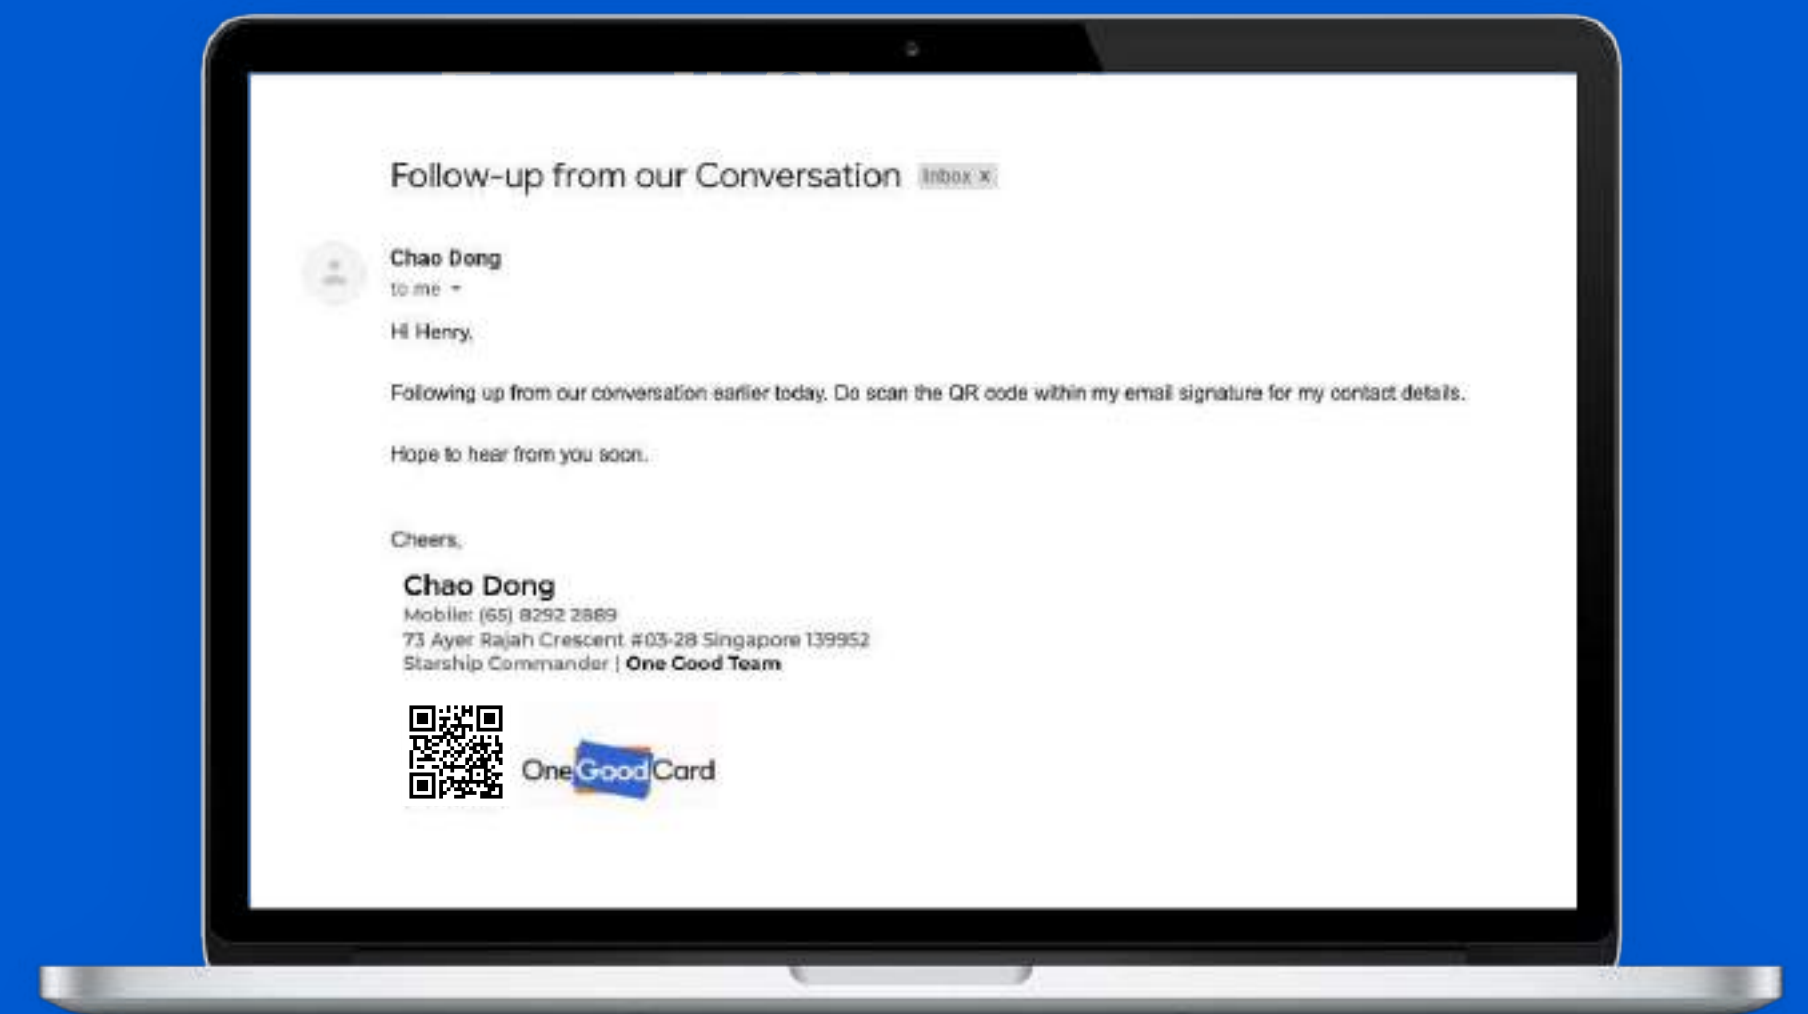 Follow-up from our Conversation Inbox x
Chao Dong
to me
Hi Henry,
Following up from our conversation earlier today. Do scan the QR code within my email signature for my contact details.
Hope to hear from you soon.
Cheers,
Chao Dong
Mobile: (65) 8292 2889
73 Ayer Rajah Crescent #03-28 Singapore 139952
Starship Commander | One Good Team
OneGoodCard